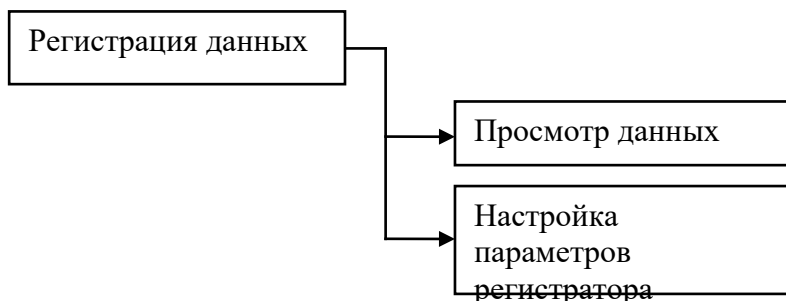 Регистрация данных
Просмотр данных
Настройка
параметров
регистратора